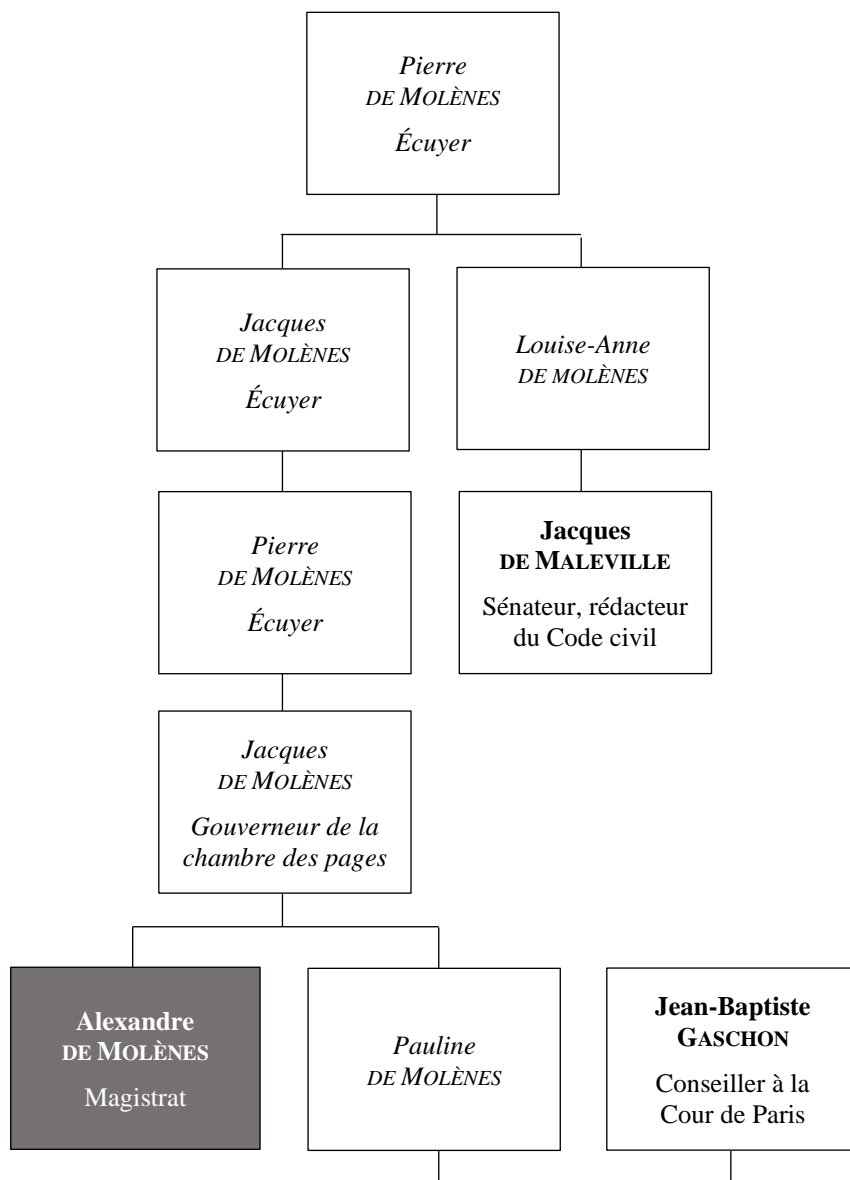 Pierre
DE MOLÈNES
Écuyer
Jacques
DE MOLÈNES
Écuyer
Louise-Anne
DE MOLÈNES
Pierre
DE MOLÈNES
Écuyer
Jacques
DE MALEVILLE
Sénateur, rédacteur
du Code civil
Jacques
DE MOLÈNES
Gouverneur de la
chambre des pages
Alexandre
DE MOLÈNES
Magistrat
Pauline
DE MOLÈNES
Jean-Baptiste
GASCHON
Conseiller à la
Cour de Paris